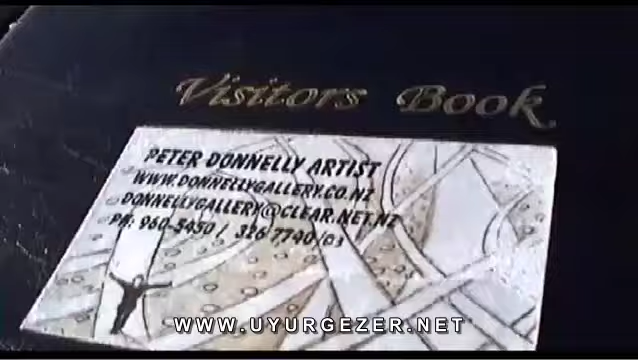 Visitors Book
PETER DONNELLY ARTIST
WWW.DONNELLYGALLERY.CO.NZ
DONNELLYGALLERY@CLEAR.NET.NZ
PH: 960-5450 / 326 7740 /03
WWW.UYURGEZER.NET